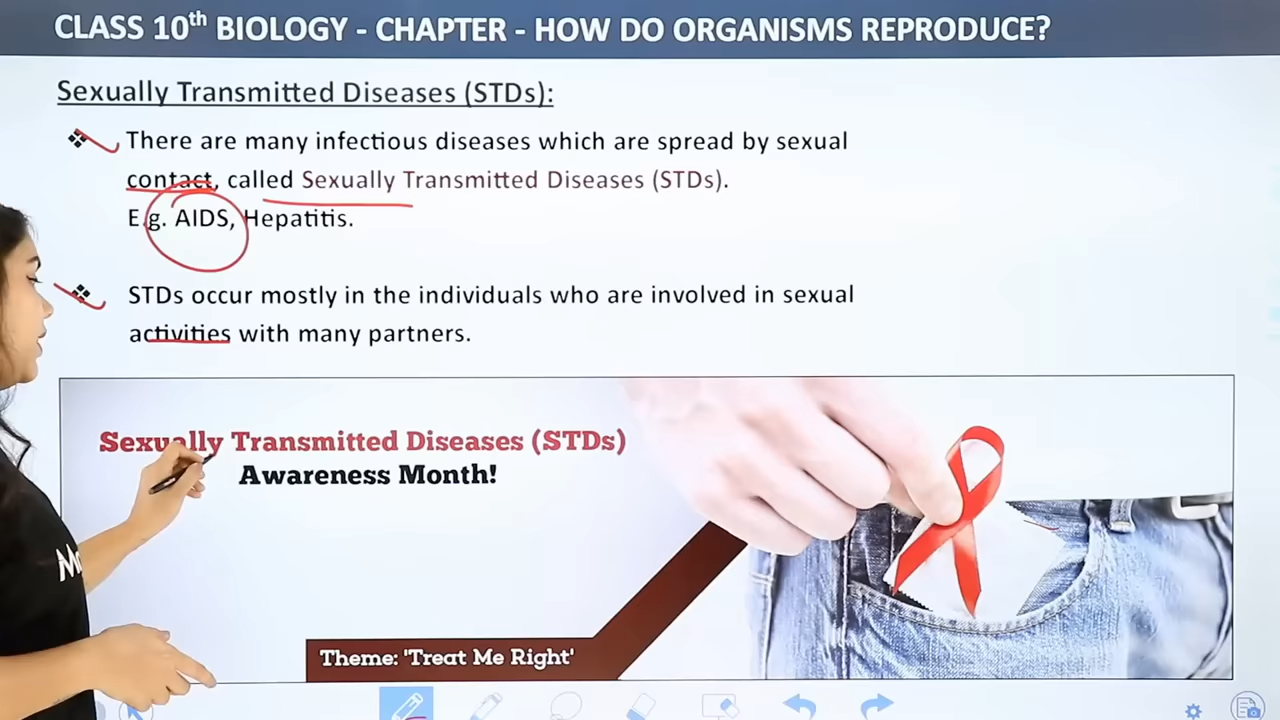 CLASS 10th BIOLOGY - CHAPTER - HOW DO ORGANISMS REPRODUCE?
Sexually Transmitted Diseases (STDs):
There are many infectious diseases which are spread by sexual
contact, called Sexually Transmitted Diseases (STDs).
E.g. AIDS, Hepatitis.
STDs occur mostly in the individuals who are involved in sexual
activities with many partners.
Sexually Transmitted Diseases (STDs)
Awareness Month!
Theme: 'Treat Me Right'